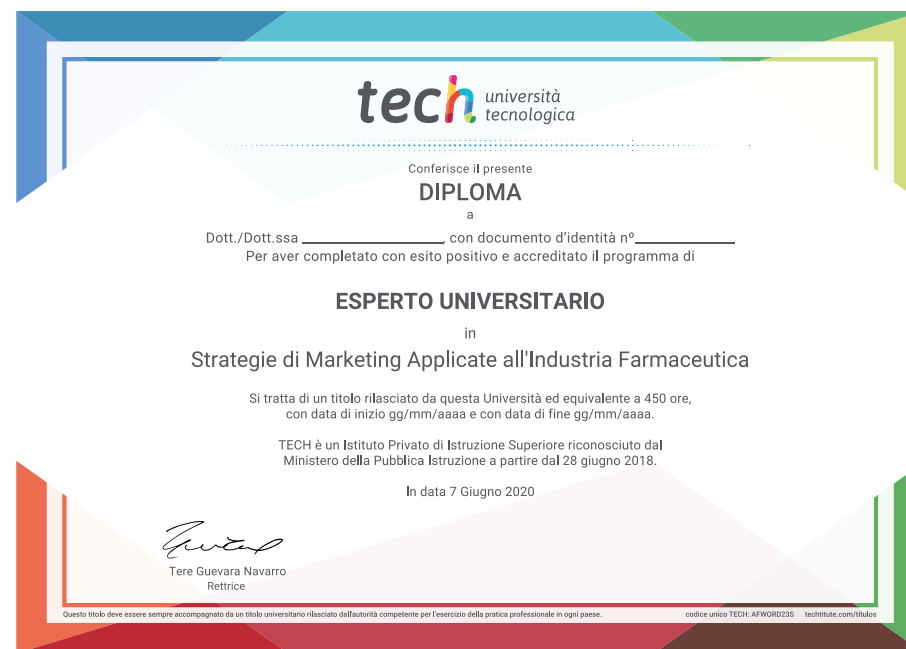 tech università
tecnologica
Conferisce il presente
DIPLOMA
a
Dott./Dott.ssa ____________________, con documento d'identità nº______________
Per aver completato con esito positivo e accreditato il programma di
ESPERTO UNIVERSITARIO
in
Strategie di Marketing Applicate all'Industria Farmaceutica
Si tratta di un titolo rilasciato da questa Università ed equivalente a 450 ore,
con data di inizio gg/mm/aaaa e con data di fine gg/mm/aaaa.
TECH è un Istituto Privato di Istruzione Superiore riconosciuto dal
Ministero della Pubblica Istruzione a partire dal 28 giugno 2018.
In data 7 Giugno 2020
Tere Guevara Navarro
Rettrice
Questo titolo deve essere sempre accompagnato da un titolo universitario rilasciato dall'autorità competente per l'esercizio della pratica professionale in ogni paese. codice unico TECH: AFWORD23S techtitute.com/titulos